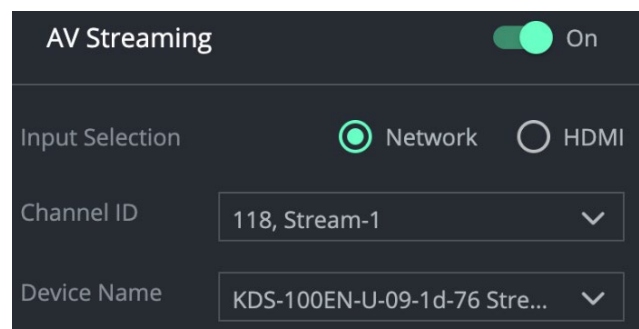 AV Streaming On
Input Selection Network HDMI
Channel ID 118, Stream-1
Device Name KDS-100EN-U-09-1d-76 Stre...